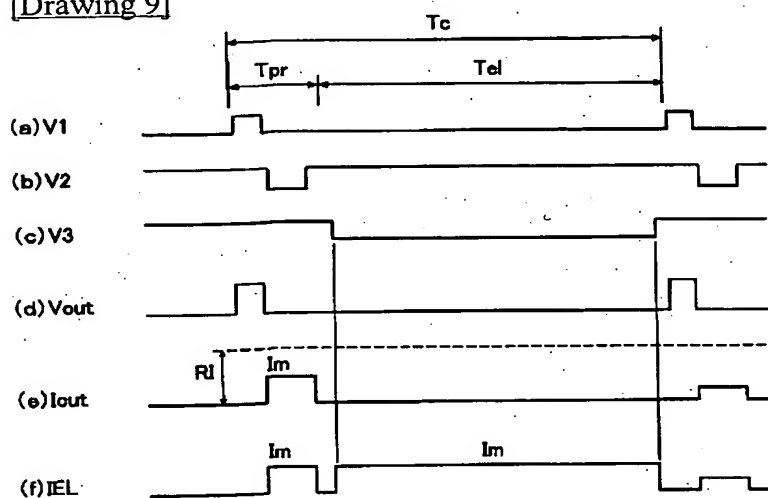 [Drawing 9]
Tc
Tpr Tel
(a)V1
(b)V2
(c)V3
(d)Vout
RI Im
(e)Iout
Im Im
(f)IEL